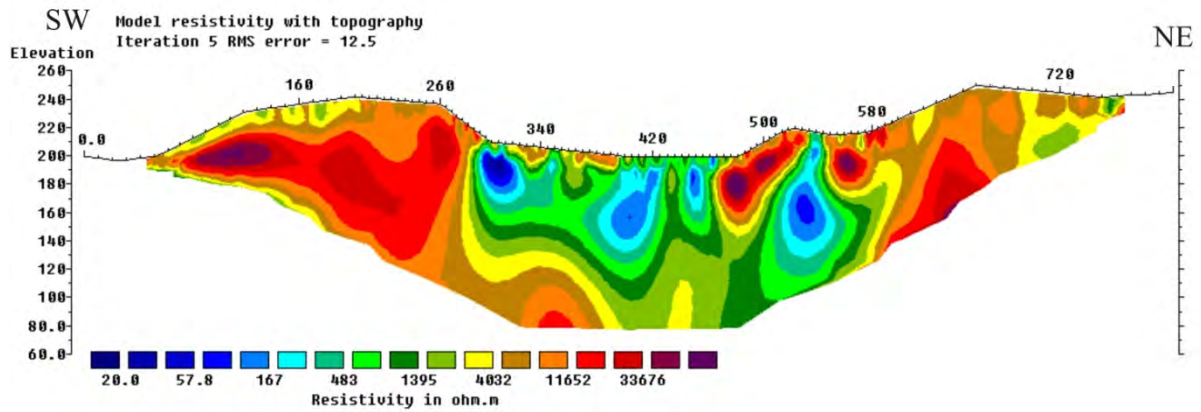 SW
Model resistivity with topography
Iteration 5 RMS error = 12.5
NE
Elevation
260
240
220
200
180
160
140
120
100
80.0
60.0
0.0
160
260
340
420
500
580
720
20.0 57.8 167 483 1395 4032 11652 33676
Resistivity in ohm.m